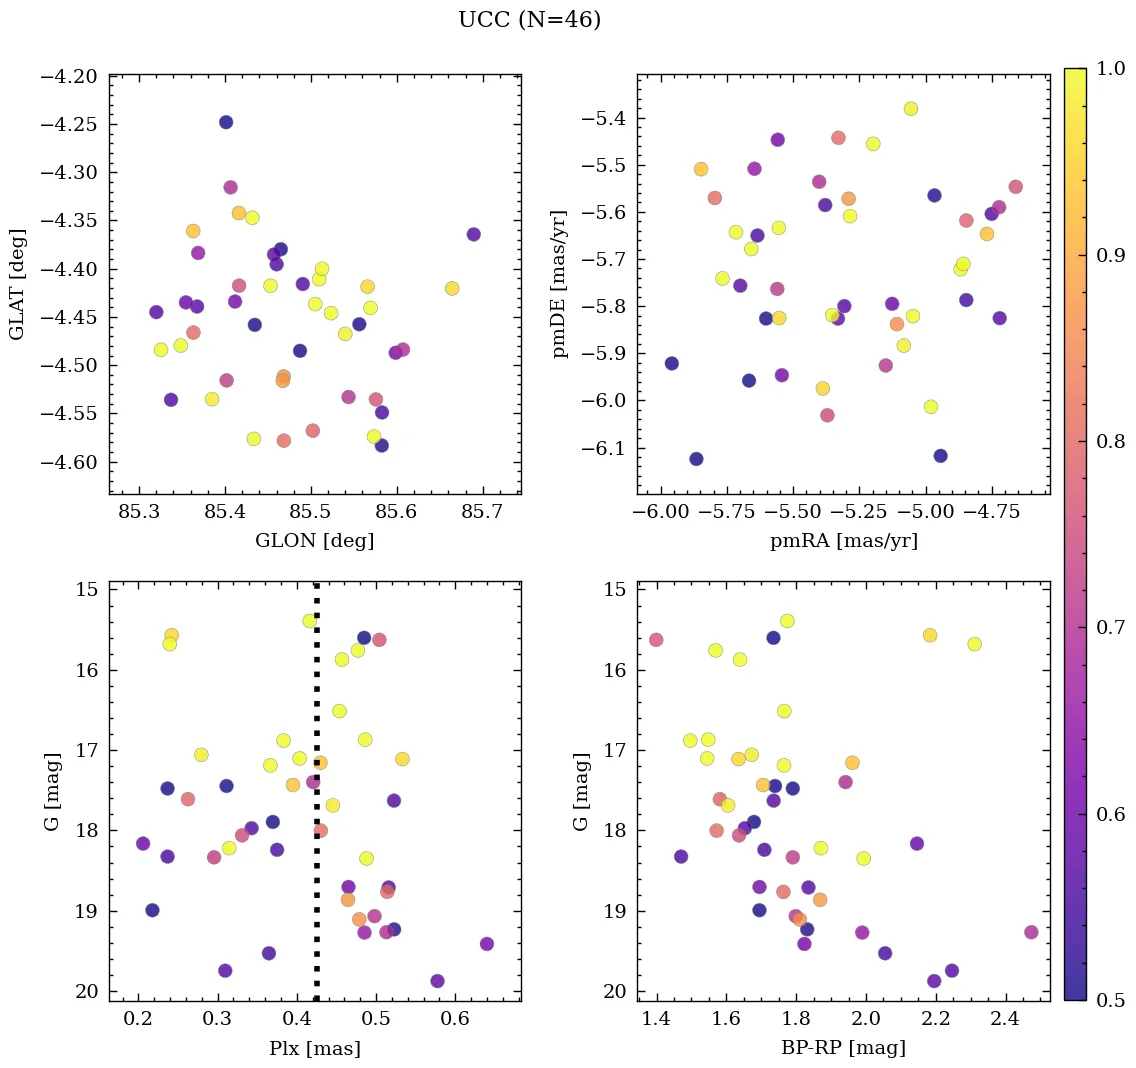 UCC (N=46)
−4.20
−4.25
−4.30
−4.35
−4.40
−4.45
−4.50
−4.55
−4.60
GLAT [deg]
85.3 85.4 85.5 85.6 85.7
GLON [deg]
−5.4
−5.5
−5.6
−5.7
−5.8
−5.9
−6.0
−6.1
pmDE [mas/yr]
−6.00 −5.75 −5.50 −5.25 −5.00 −4.75
pmRA [mas/yr]
15
16
17
18
19
20
G [mag]
0.2 0.3 0.4 0.5 0.6
Plx [mas]
15
16
17
18
19
20
G [mag]
1.4 1.6 1.8 2.0 2.2 2.4
BP-RP [mag]
1.0
0.9
0.8
0.7
0.6
0.5